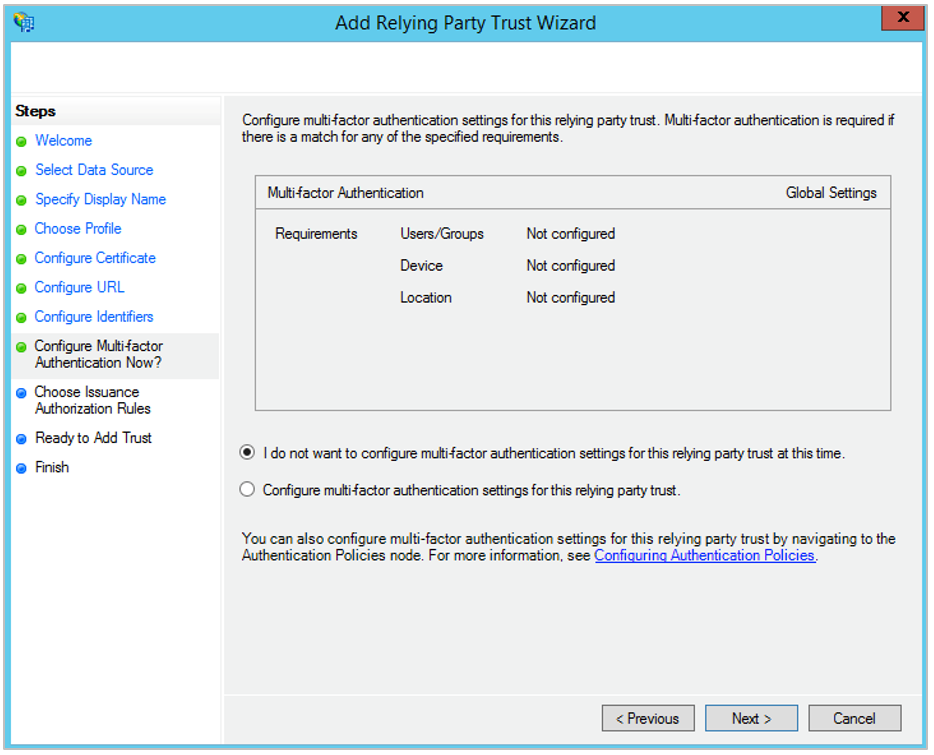 Add Relying Party Trust Wizard
X
Steps
Welcome
Select Data Source
Specify Display Name
Choose Profile
Configure Certificate
Configure URL
Configure Identifiers
Configure Multi-factor
Authentication Now?
Choose Issuance
Authorization Rules
Ready to Add Trust
Finish
Configure multi-factor authentication settings for this relying party trust. Multi-factor authentication is required if
there is a match for any of the specified requirements.
Multi-factor Authentication Global Settings
Requirements Users/Groups Not configured
Device Not configured
Location Not configured
I do not want to configure multi-factor authentication settings for this relying party trust at this time.
Configure multi-factor authentication settings for this relying party trust.
You can also configure multi-factor authentication settings for this relying party trust by navigating to the
Authentication Policies node. For more information, see Configuring Authentication Policies.
< Previous Next > Cancel